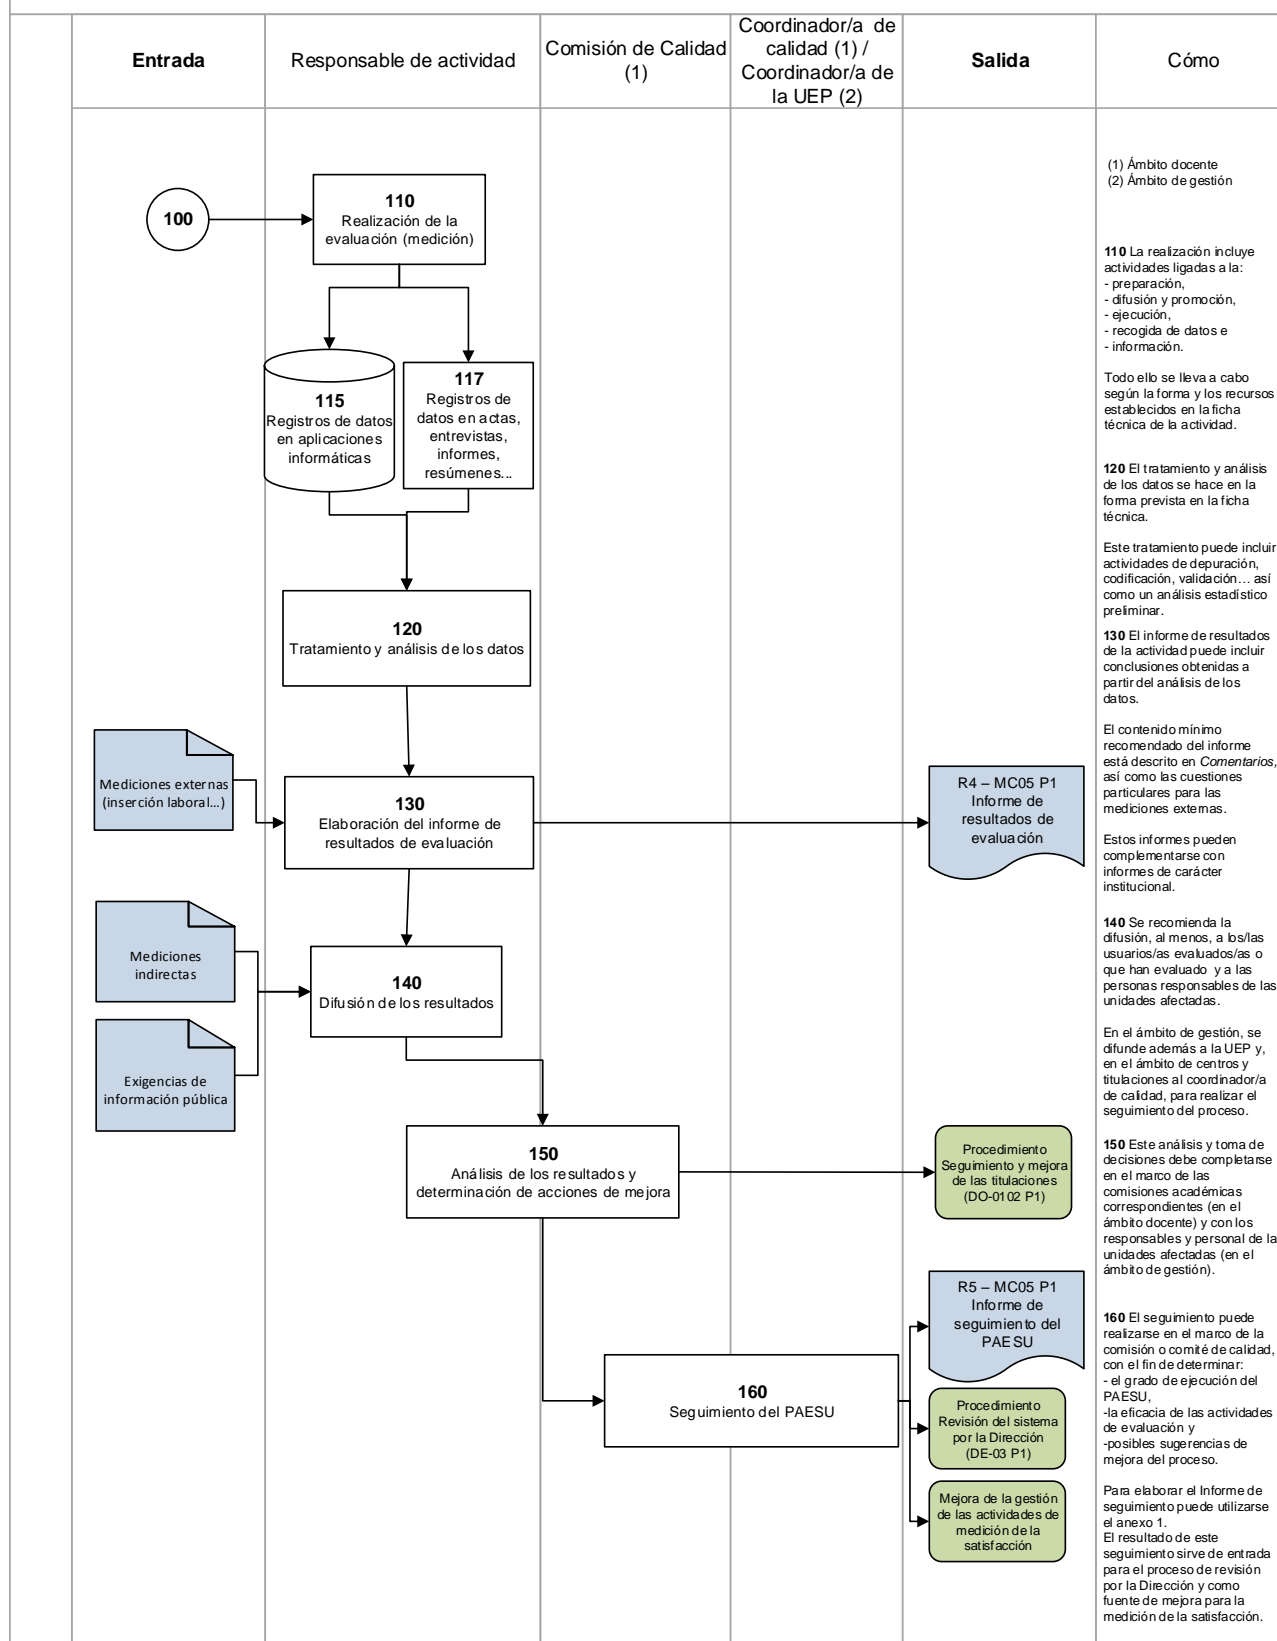 Entrada
Responsable de actividad
Comisión de Calidad
(1)
Coordinador/a de
calidad (1) /
Coordinador/a de
la UEP (2)
Salida
Cómo
100
110
Realización de la
evaluación (medición)
115
Registros de datos
en aplicaciones
informáticas
117
Registros de
datos en actas,
entrevistas,
informes,
resúmenes...
120
Tratamiento y análisis de los datos
Mediciones externas
(inserción laboral…)
130
Elaboración del informe de
resultados de evaluación
R4 – MC05 P1
Informe de
resultados de
evaluación
Mediciones
indirectas
Exigencias de
información pública
140
Difusión de los resultados
150
Análisis de los resultados y
determinación de acciones de mejora
Procedimiento
Seguimiento y mejora
de las titulaciones
(DO-0102 P1)
160
Seguimiento del PAESU
R5 – MC05 P1
Informe de
seguimiento del
PAESU
Procedimiento
Revisión del sistema
por la Dirección
(DE-03 P1)
Mejora de la gestión
de las actividades de
medición de la
satisfacción
(1) Ámbito docente
(2) Ámbito de gestión
110 La realización incluye
actividades ligadas a la:
- preparación,
- difusión y promoción,
- ejecución,
- recogida de datos e
- información.
Todo ello se lleva a cabo
según la forma y los recursos
establecidos en la ficha
técnica de la actividad.
120 El tratamiento y análisis
de los datos se hace en la
forma prevista en la ficha
técnica.
Este tratamiento puede incluir
actividades de depuración,
codificación, validación… así
como un análisis estadístico
preliminar.
130 El informe de resultados
de la actividad puede incluir
conclusiones obtenidas a
partir del análisis de los
datos.
El contenido mínimo
recomendado del informe
está descrito en Comentarios,
así como las cuestiones
particulares para las
mediciones externas.
Estos informes pueden
complementarse con
informes de carácter
institucional.
140 Se recomienda la
difusión, al menos, a los/las
usuarios/as evaluados/as o
que han evaluado y a las
personas responsables de las
unidades afectadas.
En el ámbito de gestión, se
difunde además a la UEP y,
en el ámbito de centros y
titulaciones al coordinador/a
de calidad, para realizar el
seguimiento del proceso.
150 Este análisis y toma de
decisiones debe completarse
en el marco de las
comisiones académicas
correspondientes (en el
ámbito docente) y con los
responsables y personal de la
unidades afectadas (en el
ámbito de gestión).
160 El seguimiento puede
realizarse en el marco de la
comisión o comité de calidad,
con el fin de determinar:
- el grado de ejecución del
PAESU,
-la eficacia de las actividades
de evaluación y
-posibles sugerencias de
mejora del proceso.
Para elaborar el Informe de
seguimiento puede utilizarse
el anexo 1.
El resultado de este
seguimiento sirve de entrada
para el proceso de revisión
por la Dirección y como
fuente de mejora para la
medición de la satisfacción.